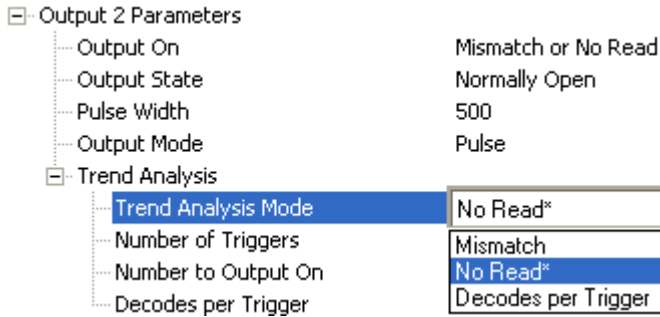 Output 2 Parameters
Output On Mismatch or No Read
Output State Normally Open
Pulse Width 500
Output Mode Pulse
Trend Analysis
Trend Analysis Mode No Read*
Number of Triggers Mismatch
Number to Output On No Read*
Decodes per Trigger Decodes per Trigger